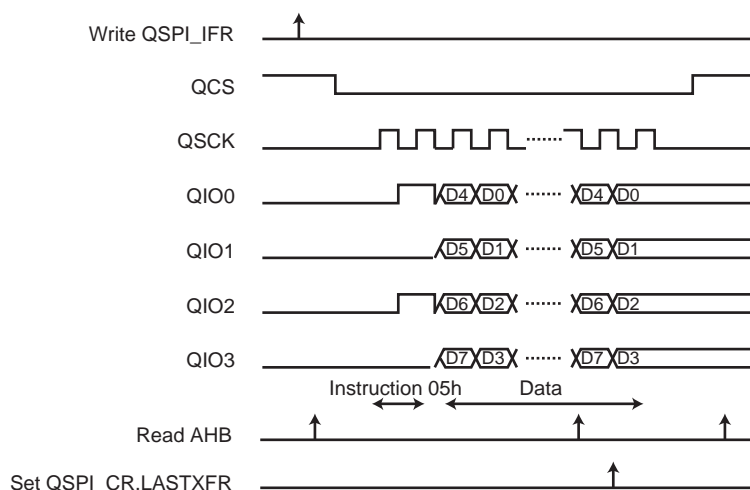 Write QSPI_IFR
QCS
QSCK
QIO0 D4 D0 D4 D0
QIO1 D5 D1 D5 D1
QIO2 D6 D2 D6 D2
QIO3 D7 D3 D7 D3
Instruction 05h Data
Read AHB
Set QSPI_CR.LASTXFR